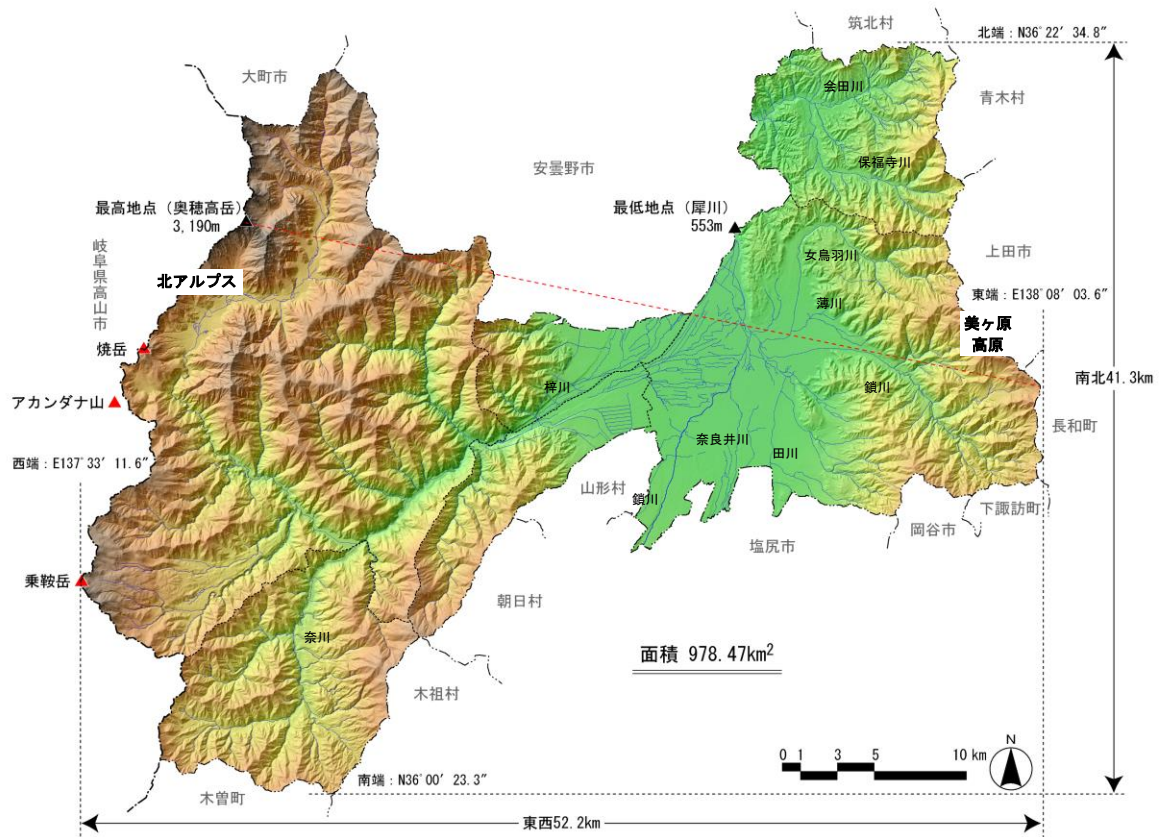 筑北村
北端：N36°22′34.8″
大町市
会田川
青木村
保福寺川
安曇野市
最高地点（奥穂高岳）
3,190m
最低地点（犀川）
553m
岐阜県高山市
女鳥羽川
上田市
北アルプス
東端：E138°08′03.6″
薄川
美ヶ原
高原
焼岳
南北41.3km
梓川
鎖川
アカンダナ山
長和町
奈良井川
田川
西端：E137°33′11.6″
山形村
鎖川
下諏訪町
岡谷市
塩尻市
乗鞍岳
朝日村
奈川
面積 978.47km²
木祖村
N
0 1 3 5 10 km
南端：N36°00′23.3″
木曽町
東西52.2km